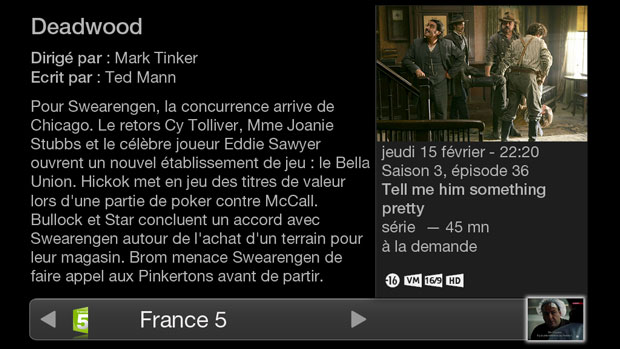 Deadwood
Dirigé par : Mark Tinker
Ecrit par : Ted Mann
Pour Swearengen, la concurrence arrive de
Chicago. Le retors Cy Tolliver, Mme Joanie
Stubbs et le célèbre joueur Eddie Sawyer
ouvrent un nouvel établissement de jeu : le Bella
Union. Hickok met en jeu des titres de valeur
lors d'une partie de poker contre McCall.
Bullock et Star concluent un accord avec
Swearengen autour de l'achat d'un terrain pour
leur magasin. Brom menace Swearengen de
faire appel aux Pinkertons avant de partir.
jeudi 15 février - 22:20
Saison 3, épisode 36
Tell me him something
pretty
série — 45 mn
à la demande
-16 VM 16/9 HD
5 France 5